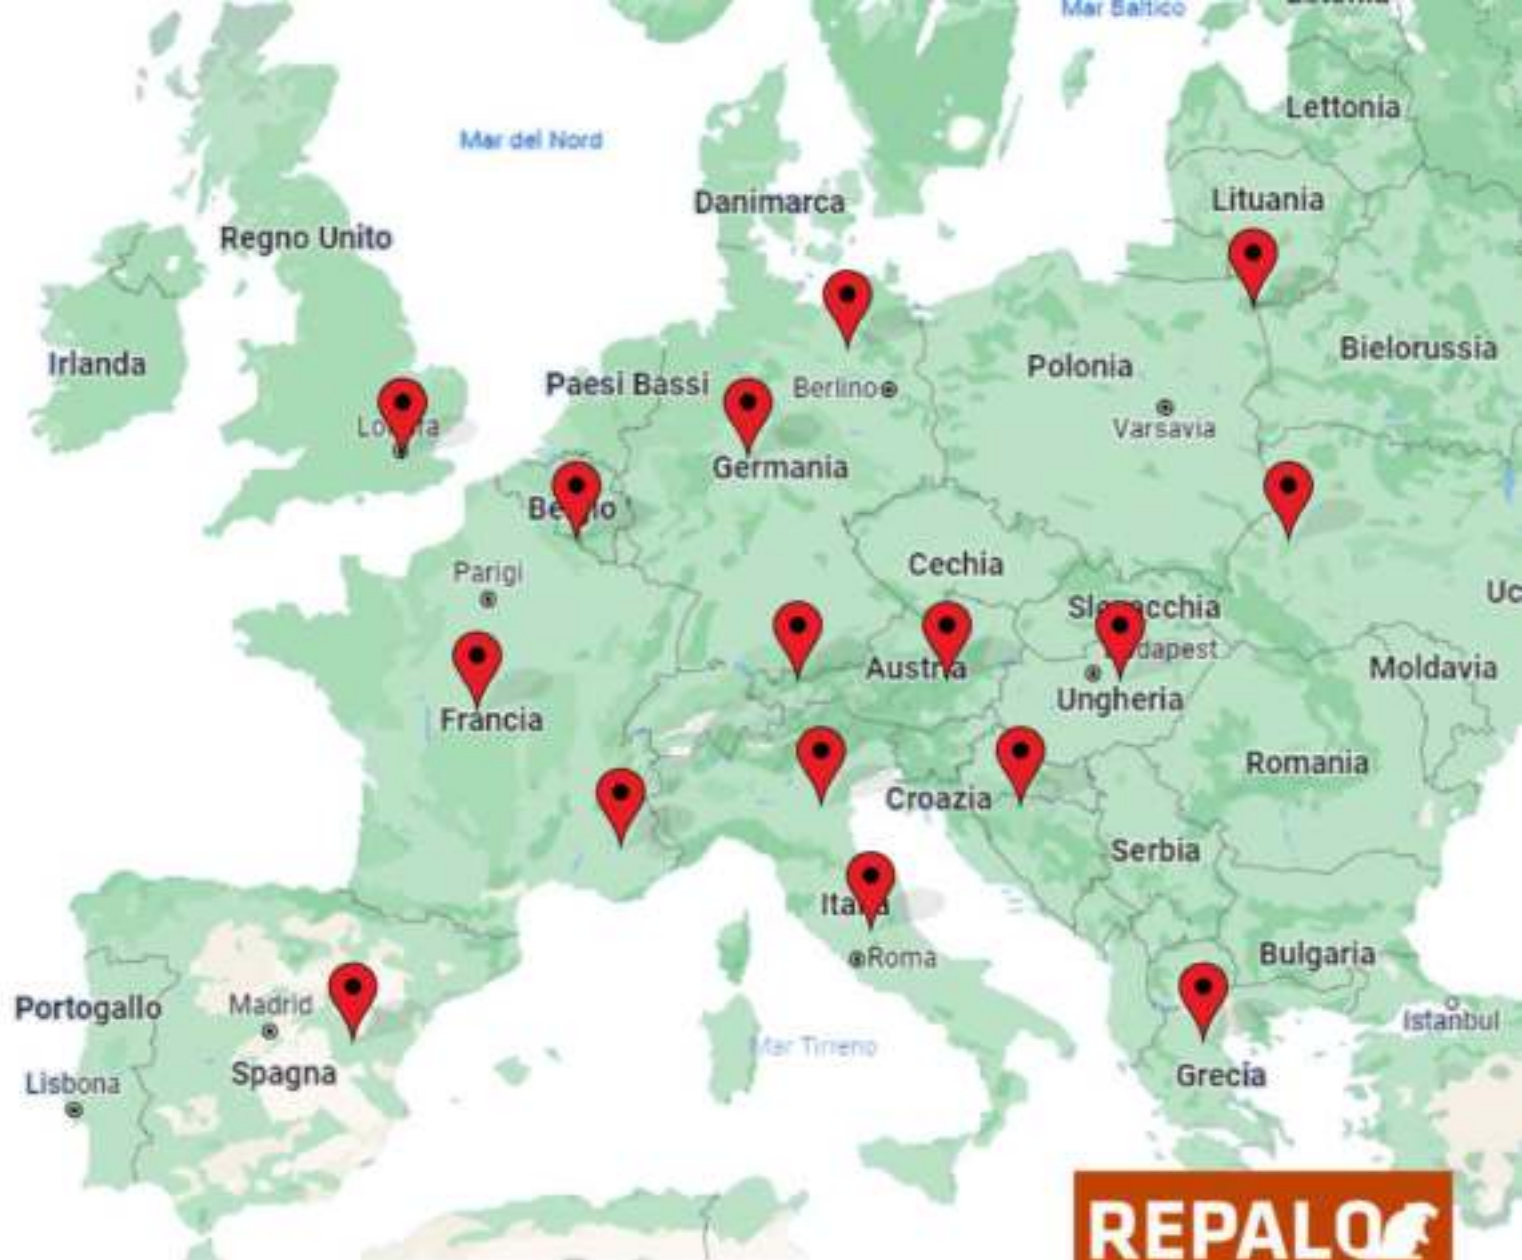 Mar Baltico
Lettonia
Mar del Nord
Danimarca
Lituania
Regno Unito
Irlanda
Bielorussia
Polonia
Paesi Bassi
Berlino
Varsavia
Germania
Cechia
Parigi
Austria
Moldavia
Ungheria
Francia
Romania
Croazia
Serbia
Bulgaria
Roma
Portogallo
Madrid
Istanbul
Mar Tirreno
Spagna
Grecia
Lisbona
REPALO